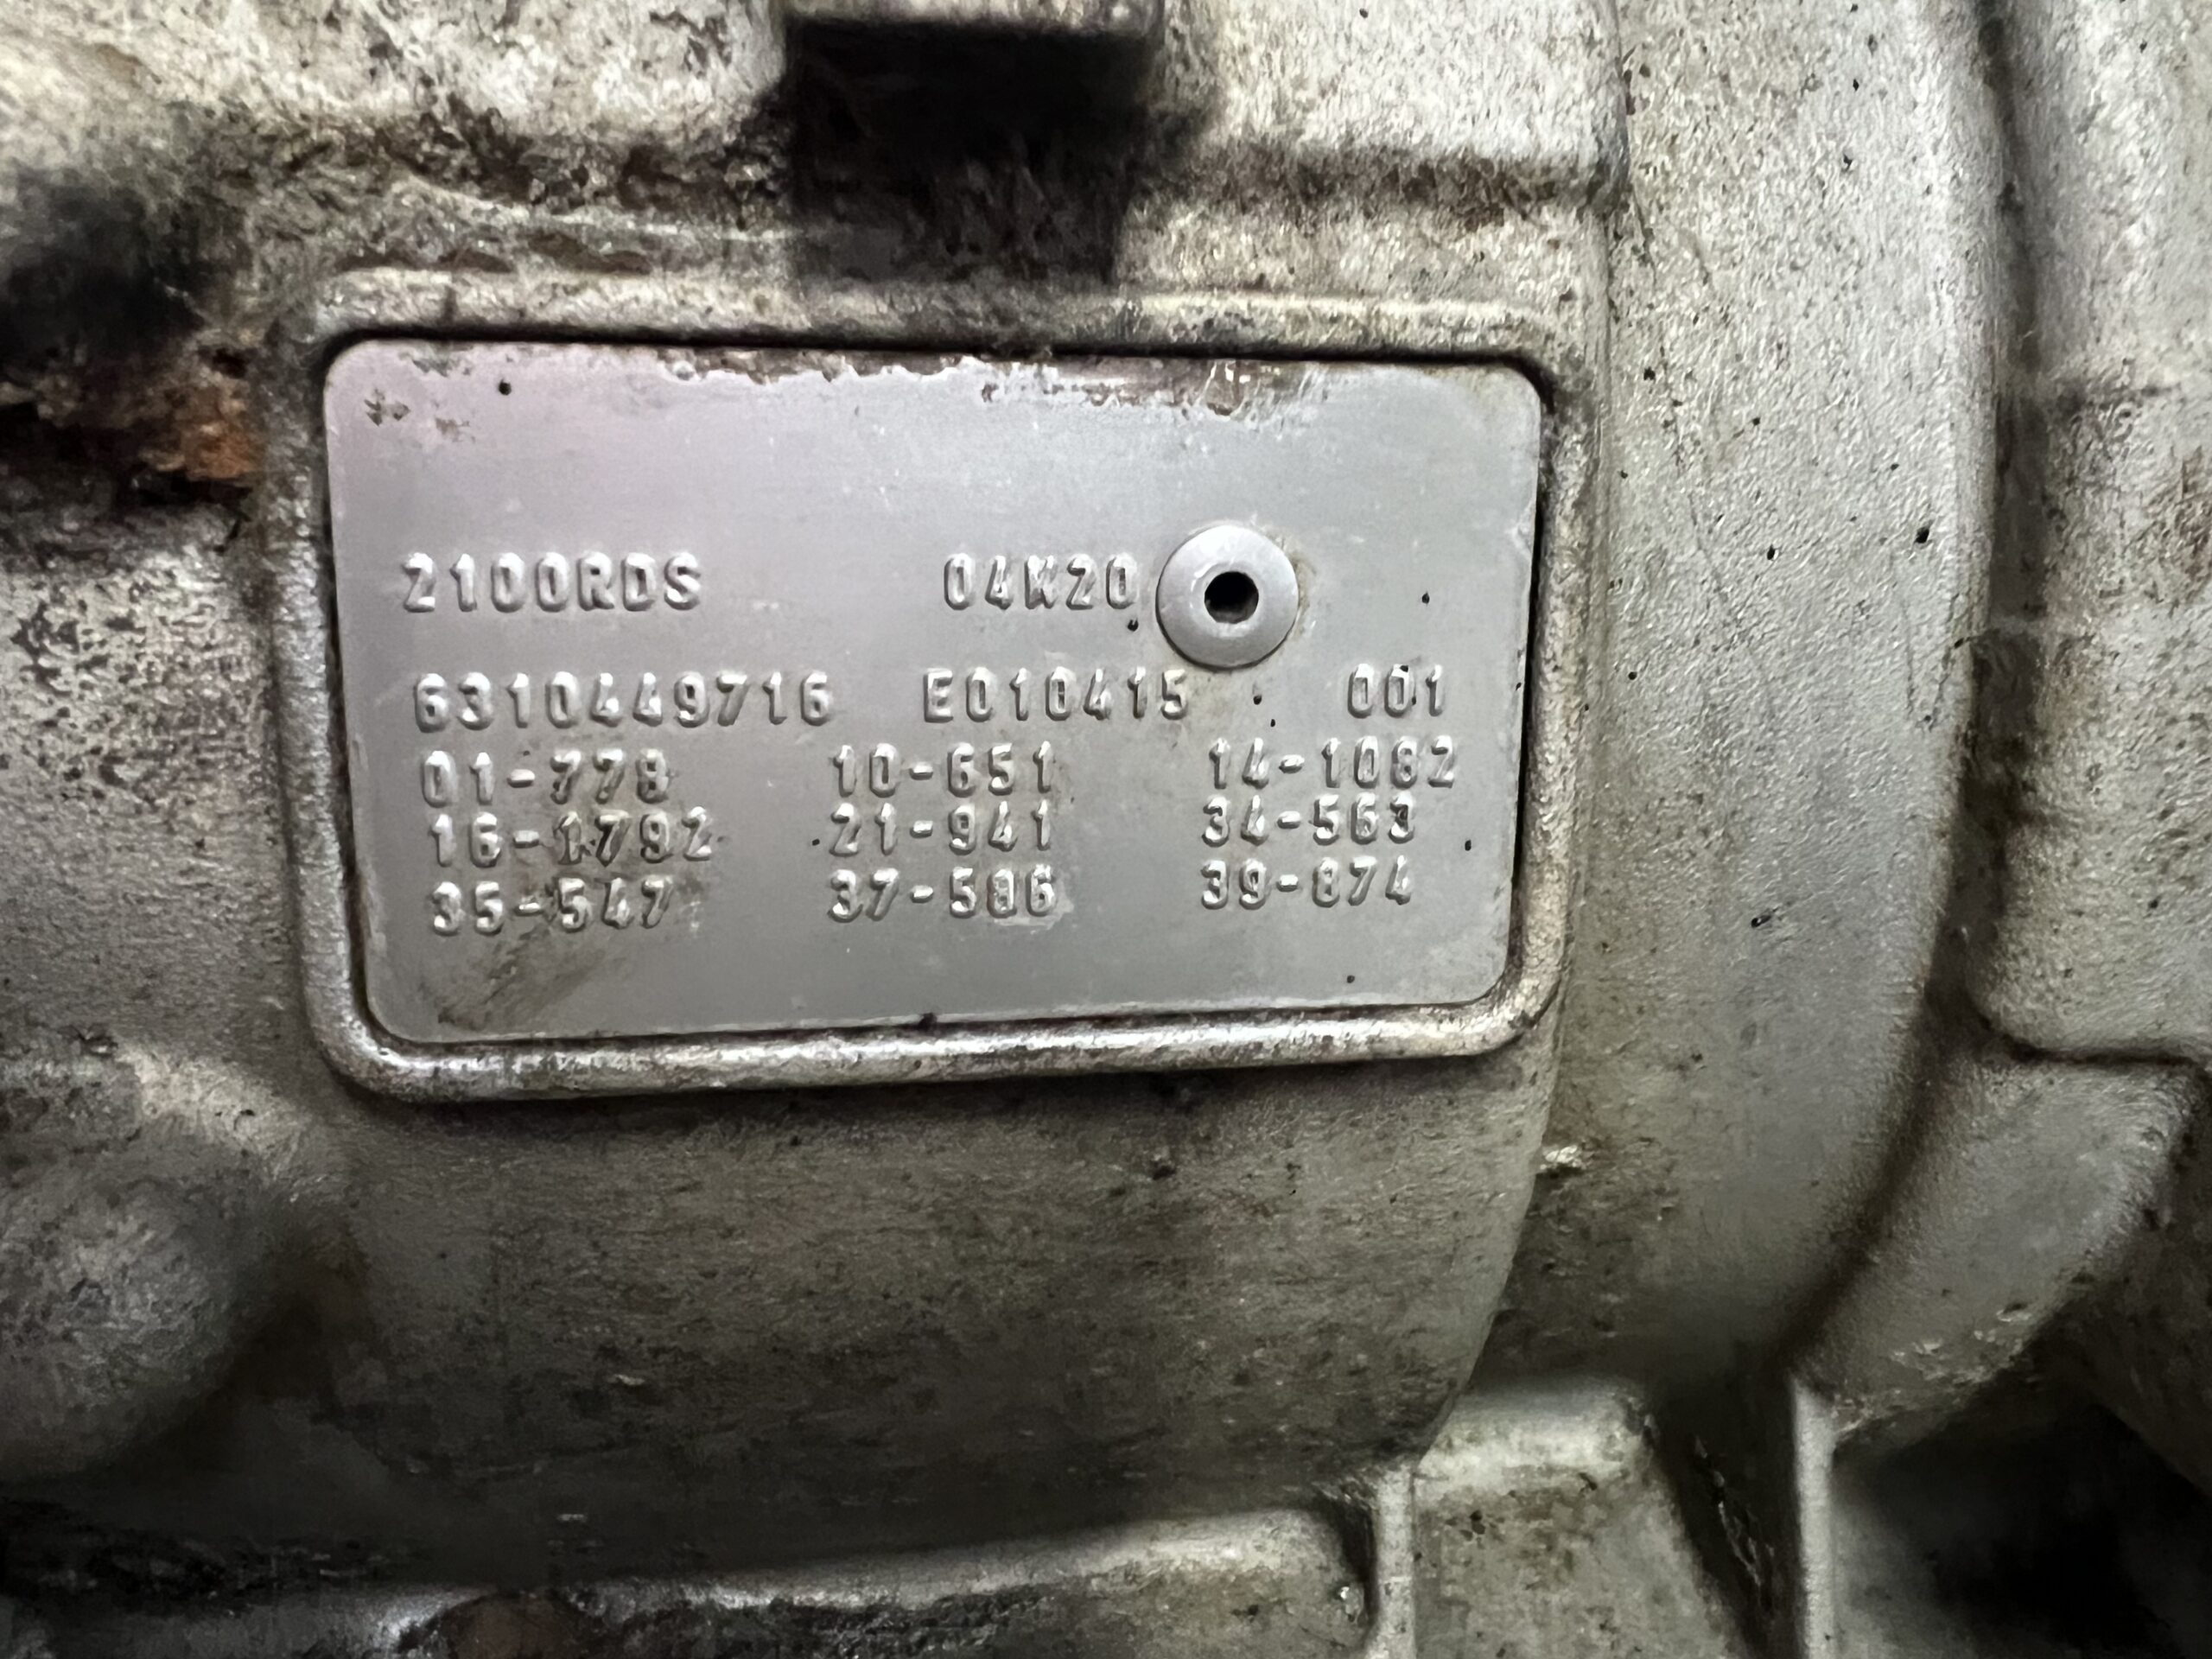 2100RDS 04K20
6310449716 E010415 001
01-778 10-651 14-1082
16-1792 21-941 34-563
35-547 37-586 39-874